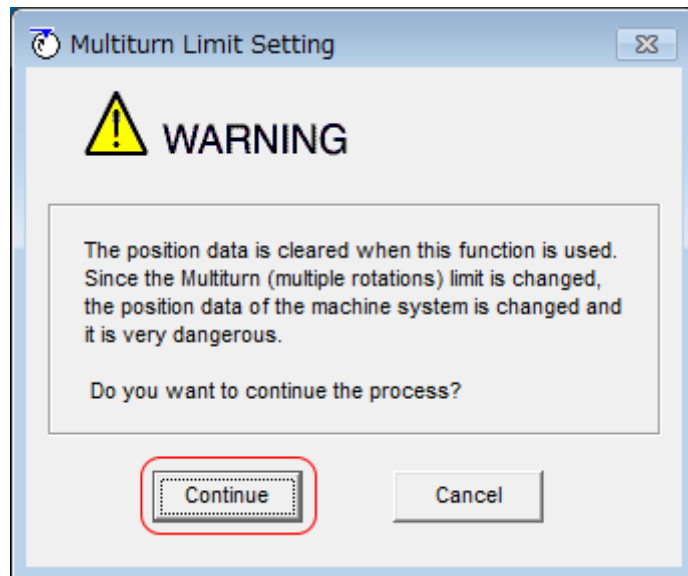 Multiturn Limit Setting
WARNING
The position data is cleared when this function is used.
Since the Multiturn (multiple rotations) limit is changed,
the position data of the machine system is changed and
it is very dangerous.
Do you want to continue the process?
Continue Cancel